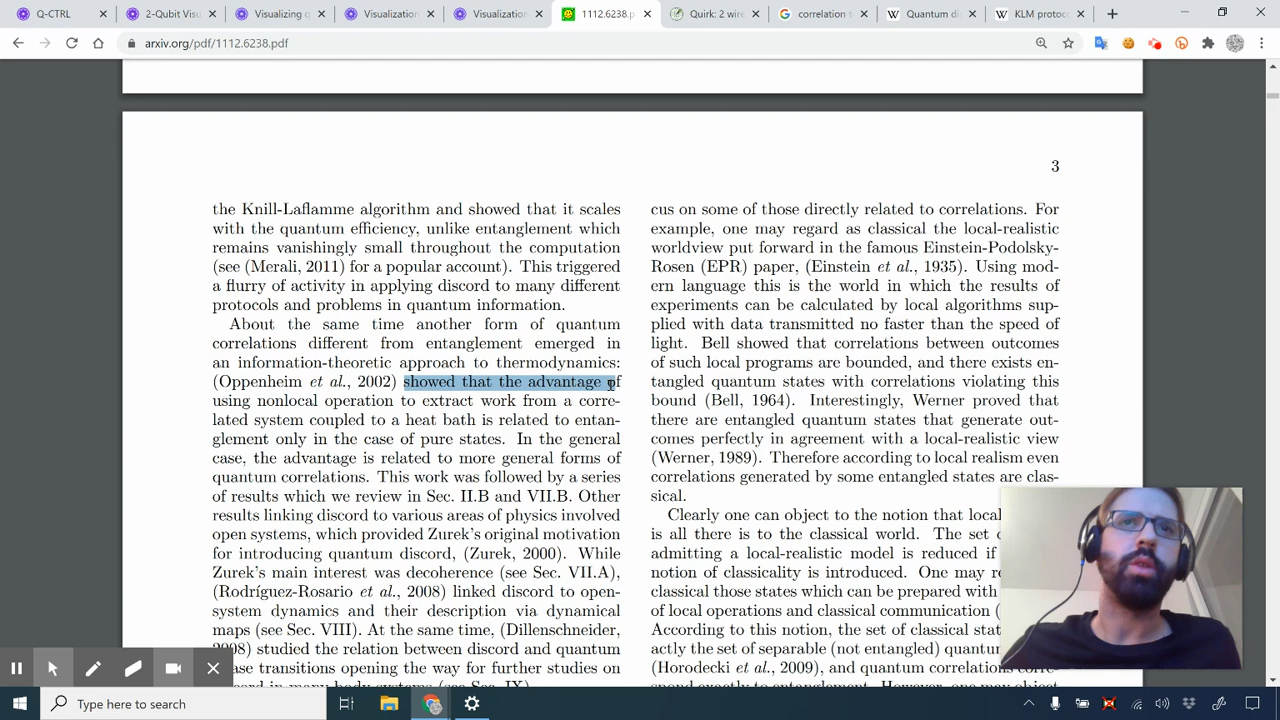 Q-CTRL
2-Qubit Visu
Visualizing q
Visualization
Visualization
1112.6238.pdf
Quirk: 2 wire
correlation t
Quantum di
KLM protoc
arxiv.org/pdf/1112.6238.pdf
3
the Knill-Laflamme algorithm and showed that it scales
with the quantum efficiency, unlike entanglement which
remains vanishingly small throughout the computation
(see (Merali, 2011) for a popular account). This triggered
a flurry of activity in applying discord to many different
protocols and problems in quantum information.
About the same time another form of quantum
correlations different from entanglement emerged in
an information-theoretic approach to thermodynamics:
(Oppenheim et al., 2002) showed that the advantage of
using nonlocal operation to extract work from a corre-
lated system coupled to a heat bath is related to entan-
glement only in the case of pure states. In the general
case, the advantage is related to more general forms of
quantum correlations. This work was followed by a series
of results which we review in Sec. II.B and VII.B. Other
results linking discord to various areas of physics involved
open systems, which provided Zurek's original motivation
for introducing quantum discord, (Zurek, 2000). While
Zurek's main interest was decoherence (see Sec. VII.A),
(Rodríguez-Rosario et al., 2008) linked discord to open-
system dynamics and their description via dynamical
maps (see Sec. VIII). At the same time, (Dillenschneider,
2008) studied the relation between discord and quantum
ase transitions opening the way for further studies on
cus on some of those directly related to correlations. For
example, one may regard as classical the local-realistic
worldview put forward in the famous Einstein-Podolsky-
Rosen (EPR) paper, (Einstein et al., 1935). Using mod-
ern language this is the world in which the results of
experiments can be calculated by local algorithms sup-
plied with data transmitted no faster than the speed of
light. Bell showed that correlations between outcomes
of such local programs are bounded, and there exists en-
tangled quantum states with correlations violating this
bound (Bell, 1964). Interestingly, Werner proved that
there are entangled quantum states that generate out-
comes perfectly in agreement with a local-realistic view
(Werner, 1989). Therefore according to local realism even
correlations generated by some entangled states are clas-
sical.
Clearly one can object to the notion that loc
is all there is to the classical world. The set
admitting a local-realistic model is reduced if
notion of classicality is introduced. One may re
classical those states which can be prepared with
of local operations and classical communication (
According to this notion, the set of classical stat
actly the set of separable (not entangled) quantu
(Horodecki et al., 2009), and quantum correlations
Type here to search